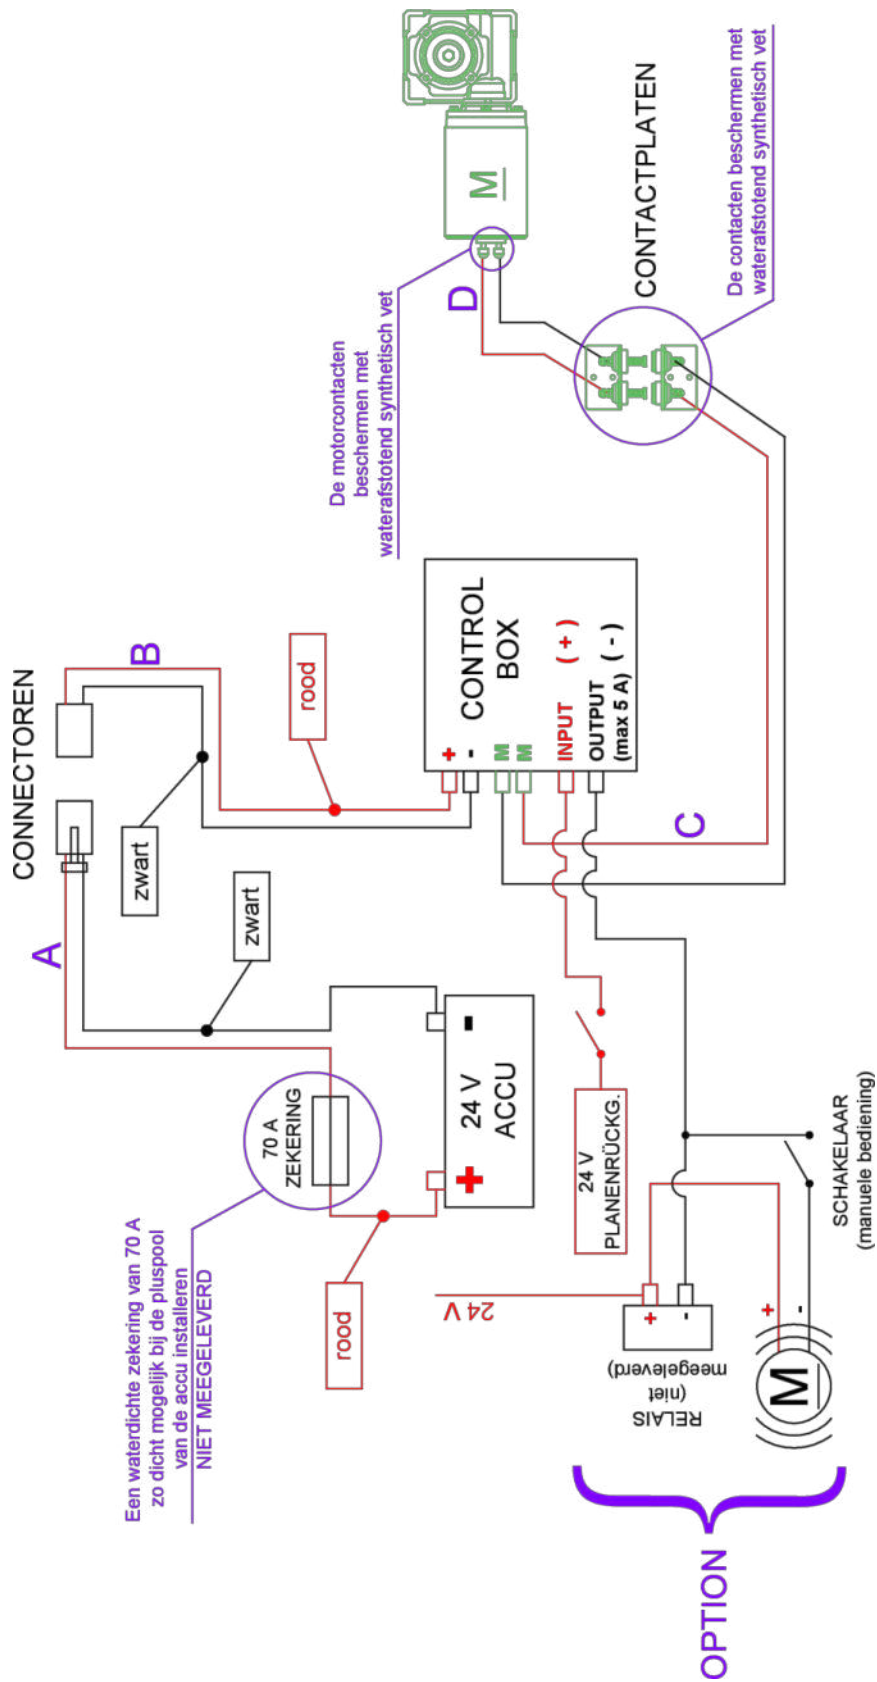 CONNECTOREN
A
B
zwart
zwart
rood
rood
Een waterdichte zekering van 70 A
zo dicht mogelijk bij de pluspool
van de accu installeren
NIET MEEGELEVERD
70 A
ZEKERING
+
-
24 V
ACCU
De motorcontacten
beschermen met
waterafstotend synthetisch vet
M
D
CONTACTPLATEN
De contacten beschermen met
waterafstotend synthetisch vet
+
-
CONTROL
BOX
M
M
INPUT (+)
OUTPUT (-)
(max 5 A)
C
24 V
PLANENRÜCKG.
24 V
+
-
RELAIS
(niet
meegeleverd)
+
-
M
SCHAKELAAR
(manuele bediening)
OPTION